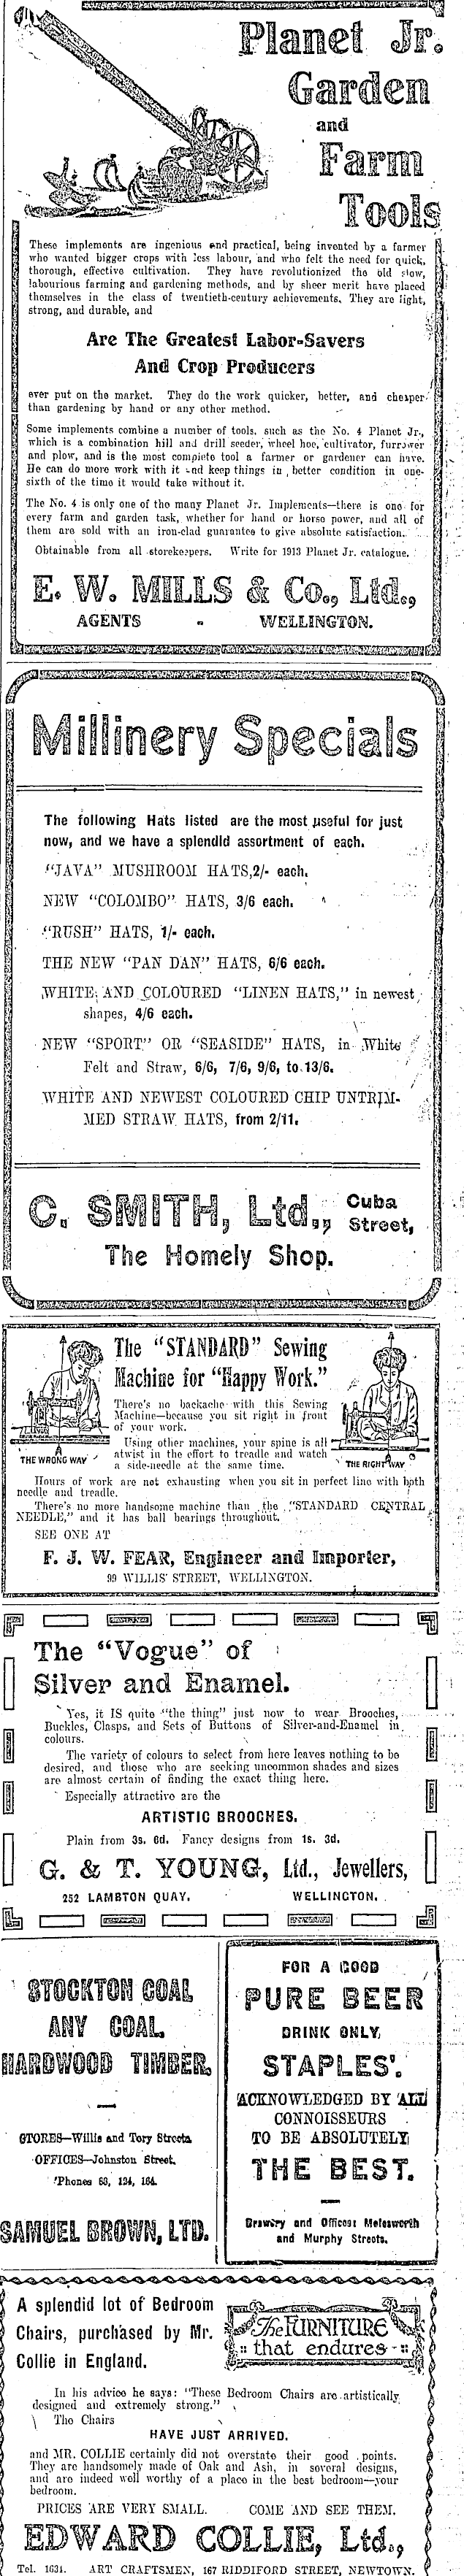 Planet Jr.
Garden
and
Farm
Tools
These implements are ingenious and practical, being invented by a farmer
who wanted bigger crops with less labour, and who felt the need for quick,
thorough, effective cultivation. They have revolutionized the old slow,
labourious farming and gardening methods, and by sheer merit have placed
themselves in the class of twentieth-century achievements. They are light,
strong, and durable, and
Are The Greatest Labor-Savers
And Crop Producers
ever put on the market. They do the work quicker, better, and cheaper
than gardening by hand or any other method.
Some implements combine a number of tools, such as the No. 4 Planet Jr.,
which is a combination hill and drill seeder, wheel hoe, cultivator, furrower
and plow, and is the most complete tool a farmer or gardener can have.
He can do more work with it and keep things in better condition in one-
sixth of the time it would take without it.
The No. 4 is only one of the many Planet Jr. Implements—there is one for
every farm and garden task, whether for hand or horse power, and all of
them are sold with an iron-clad guarantee to give absolute satisfaction.
Obtainable from all storekeepers. Write for 1913 Planet Jr. catalogue.
E. W. MILLS & Co., Ltd.,
AGENTS - WELLINGTON.
Millinery Specials
The following Hats listed are the most useful for just
now, and we have a splendid assortment of each.
"JAVA" MUSHROOM HATS, 2/- each.
NEW "COLOMBO" HATS, 3/6 each.
"RUSH" HATS, 1/- each.
THE NEW "PAN DAN" HATS, 6/6 each.
WHITE AND COLOURED "LINEN HATS," in newest
shapes, 4/6 each.
NEW "SPORT" OR "SEASIDE" HATS, in White
Felt and Straw, 6/6, 7/6, 9/6, to 13/6.
WHITE AND NEWEST COLOURED CHIP UNTRIM-
MED STRAW HATS, from 2/11.
C. SMITH, Ltd., Cuba
Street,
The Homely Shop.
The "STANDARD" Sewing
Machine for "Happy Work."
There's no backache with this Sewing
Machine—because you sit right in front
of your work.
Using other machines, your spine is all
atwist in the effort to treadle and watch
a side-needle at the same time.
THE WRONG WAY
THE RIGHT WAY
Hours of work are not exhausting when you sit in perfect line with both
needle and treadle.
There's no more handsome machine than the "STANDARD CENTRAL
NEEDLE," and it has ball bearings throughout.
SEE ONE AT
F. J. W. FEAR, Engineer and Importer,
99 WILLIS' STREET, WELLINGTON.
The "Vogue" of
Silver and Enamel.
Yes, it IS quite "the thing" just now to wear Brooches,
Buckles, Clasps, and Sets of Buttons of Silver-and-Enamel in
colours.
The variety of colours to select from here leaves nothing to be
desired, and those who are seeking uncommon shades and sizes
are almost certain of finding the exact thing here.
Especially attractive are the
ARTISTIC BROOCHES.
Plain from 3s. 6d. Fancy designs from 1s. 3d.
G. & T. YOUNG, Ltd., Jewellers,
252 LAMBTON QUAY. WELLINGTON.
STOCKTON COAL
ANY COAL,
HARDWOOD TIMBER.
STORES—Willis and Tory Streets
OFFICES—Johnston Street.
'Phones 63, 124, 164.
SAMUEL BROWN, LTD.
FOR A GOOD
PURE BEER
DRINK ONLY
STAPLES'.
ACKNOWLEDGED BY ALL
CONNOISSEURS
TO BE ABSOLUTELY
THE BEST.
Brewery and Offices: Molesworth
and Murphy Streets.
A splendid lot of Bedroom
Chairs, purchased by Mr.
Collie in England.
The FURNITURE
that endures
In his advice he says: "These Bedroom Chairs are artistically
designed and extremely strong."
The Chairs
HAVE JUST ARRIVED.
and MR. COLLIE certainly did not overstate their good points.
They are handsomely made of Oak and Ash, in several designs,
and are indeed well worthy of a place in the best bedroom—your
bedroom.
PRICES ARE VERY SMALL. COME AND SEE THEM.
EDWARD COLLIE, Ltd.,
Tel. 1631. ART CRAFTSMEN, 167 RIDDIFORD STREET, NEWTOWN.